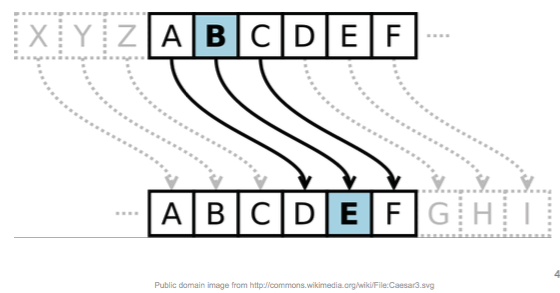 X Y Z A B C D E F ....
.... A B C D E F G H I
4
Public domain image from http://commons.wikimedia.org/wiki/File:Caesar3.svg